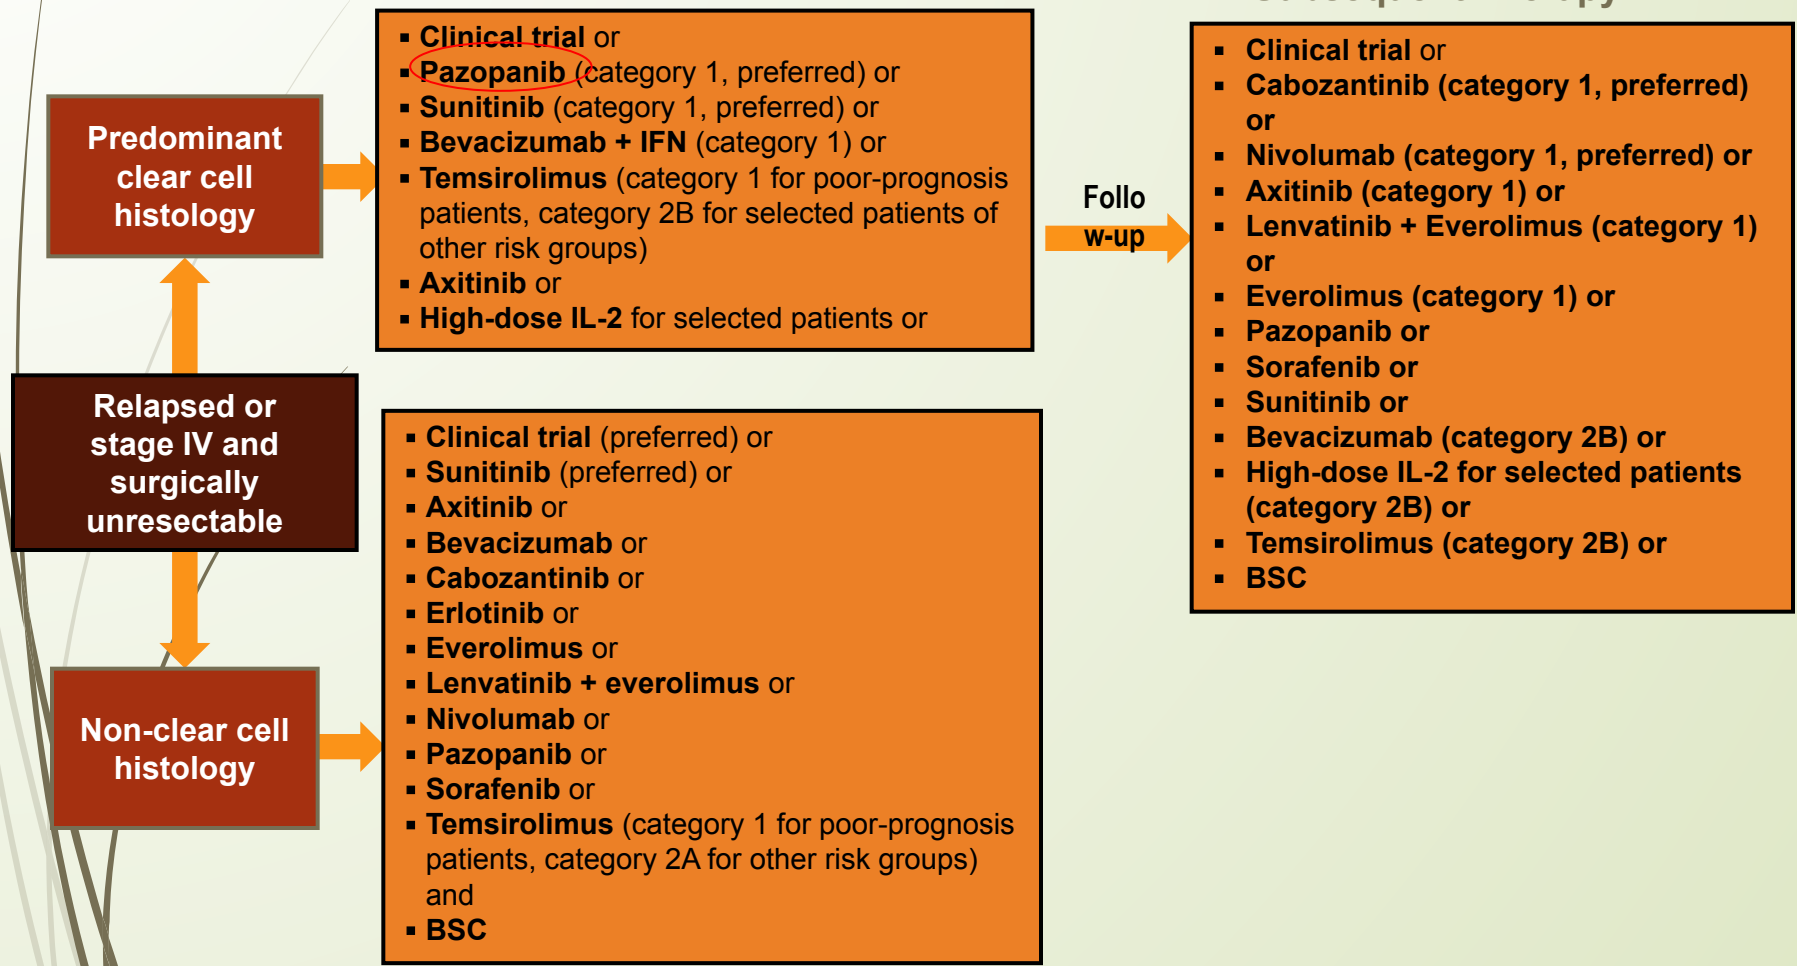 Predominant
clear cell
histology
Relapsed or
stage IV and
surgically
unresectable
Non-clear cell
histology
▪ Clinical trial or
▪ Pazopanib (category 1, preferred) or
▪ Sunitinib (category 1, preferred) or
▪ Bevacizumab + IFN (category 1) or
▪ Temsirolimus (category 1 for poor-prognosis
patients, category 2B for selected patients of
other risk groups)
▪ Axitinib or
▪ High-dose IL-2 for selected patients or
▪ Clinical trial (preferred) or
▪ Sunitinib (preferred) or
▪ Axitinib or
▪ Bevacizumab or
▪ Cabozantinib or
▪ Erlotinib or
▪ Everolimus or
▪ Lenvatinib + everolimus or
▪ Nivolumab or
▪ Pazopanib or
▪ Sorafenib or
▪ Temsirolimus (category 1 for poor-prognosis
patients, category 2A for other risk groups)
and
▪ BSC
Follo
w-up
▪ Clinical trial or
▪ Cabozantinib (category 1, preferred)
or
▪ Nivolumab (category 1, preferred) or
▪ Axitinib (category 1) or
▪ Lenvatinib + Everolimus (category 1)
or
▪ Everolimus (category 1) or
▪ Pazopanib or
▪ Sorafenib or
▪ Sunitinib or
▪ Bevacizumab (category 2B) or
▪ High-dose IL-2 for selected patients
(category 2B) or
▪ Temsirolimus (category 2B) or
▪ BSC